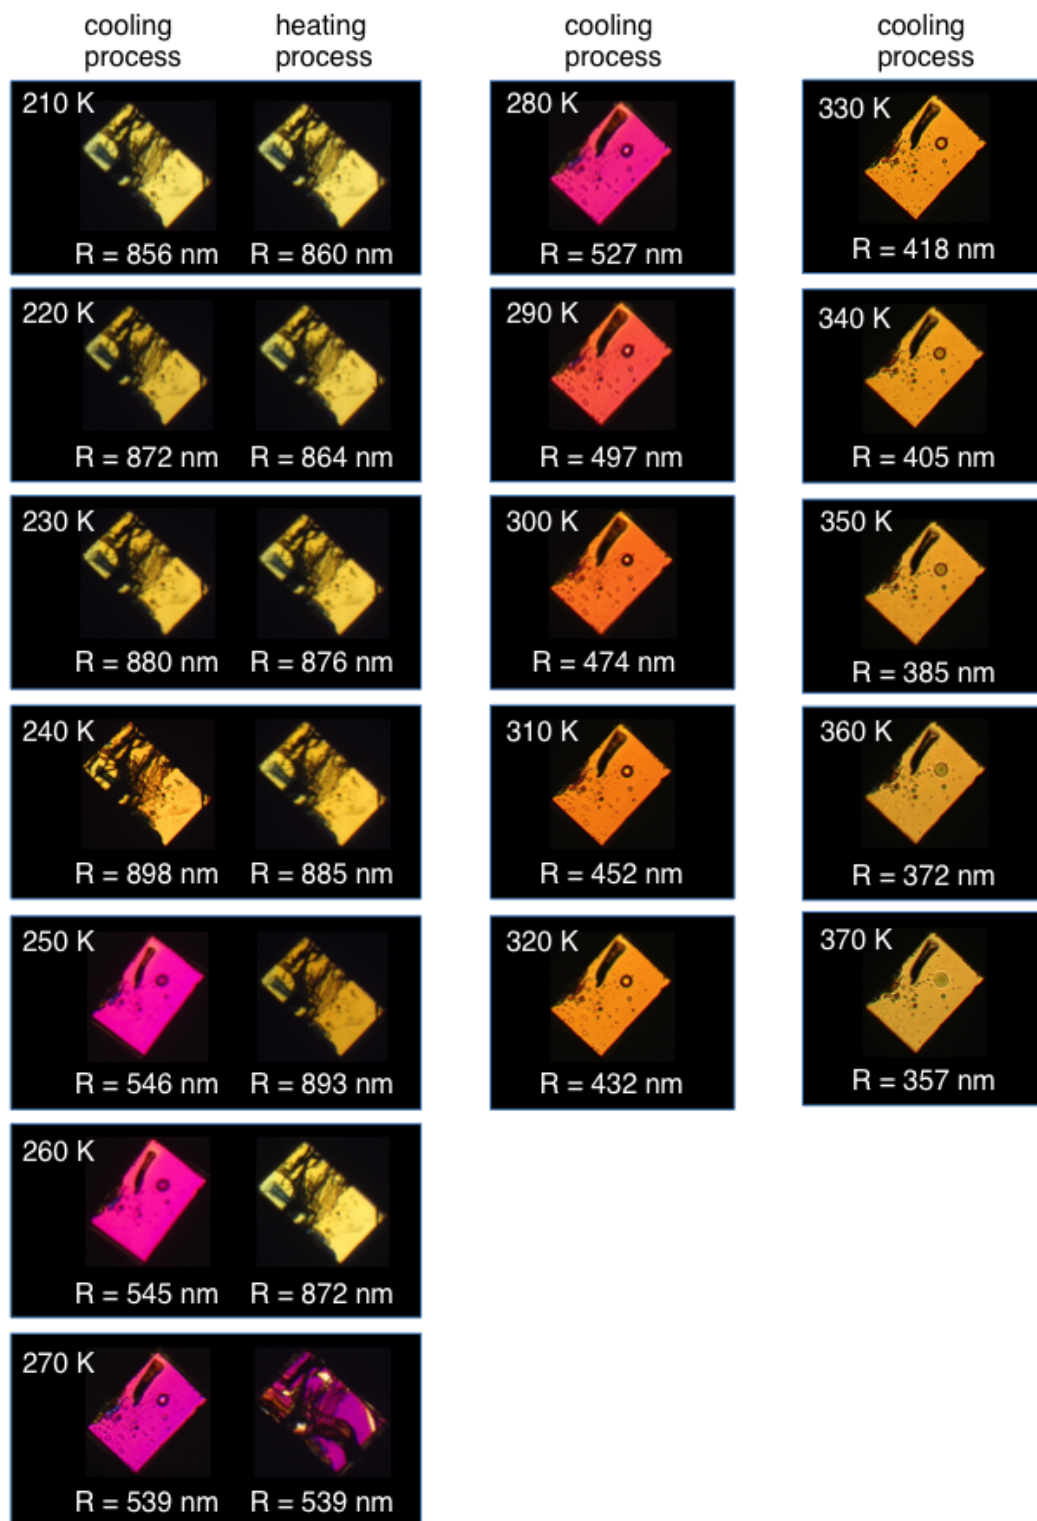 cooling
process
heating
process
cooling
process
cooling
process
210 K
R = 856 nm
R = 860 nm
220 K
R = 872 nm
R = 864 nm
230 K
R = 880 nm
R = 876 nm
240 K
R = 898 nm
R = 885 nm
250 K
R = 546 nm
R = 893 nm
260 K
R = 545 nm
R = 872 nm
270 K
R = 539 nm
R = 539 nm
280 K
R = 527 nm
290 K
R = 497 nm
300 K
R = 474 nm
310 K
R = 452 nm
320 K
R = 432 nm
330 K
R = 418 nm
340 K
R = 405 nm
350 K
R = 385 nm
360 K
R = 372 nm
370 K
R = 357 nm